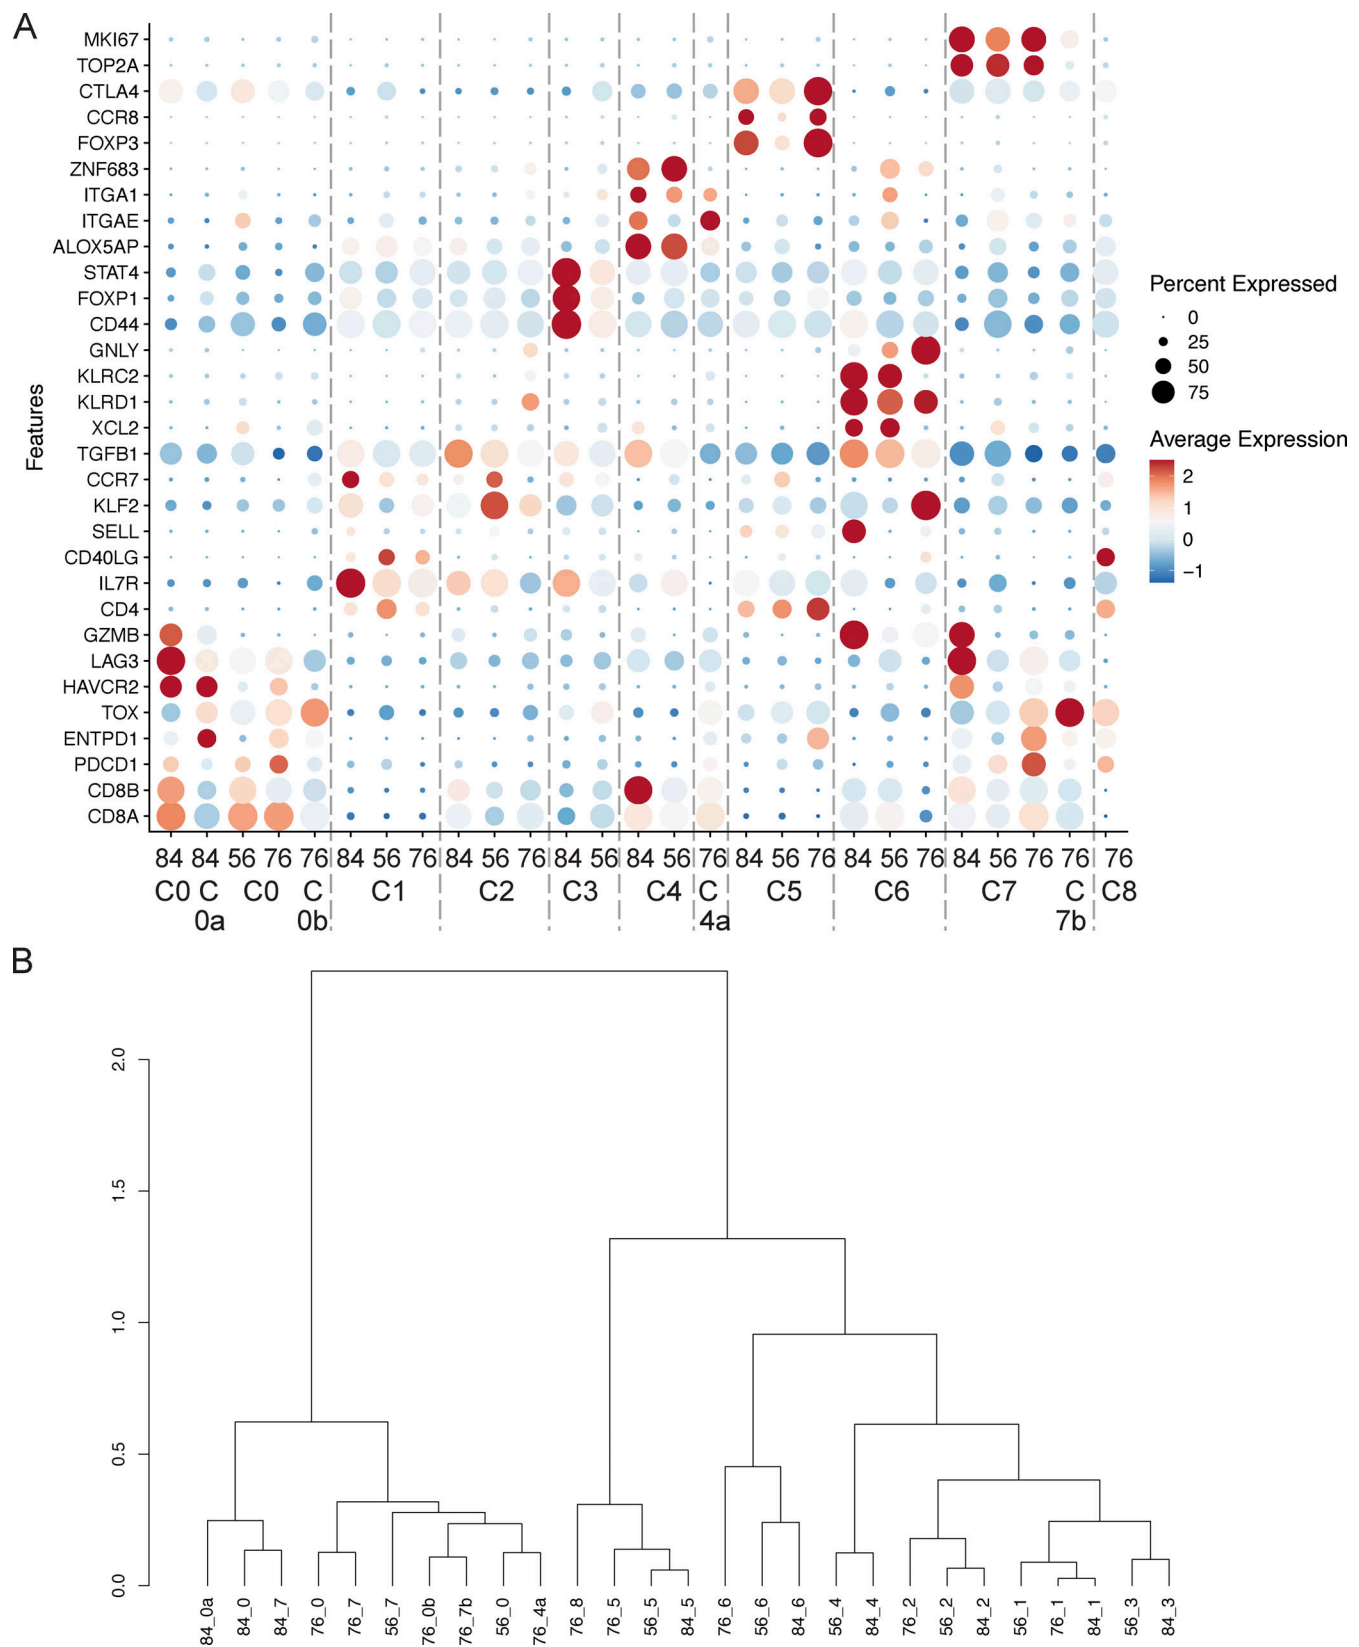 A
MKI67
TOP2A
CTLA4
CCR8
FOXP3
ZNF683
ITGA1
ITGAE
ALOX5AP
STAT4
FOXP1
CD44
GNLY
KLRC2
KLRD1
XCL2
TGFB1
CCR7
KLF2
SELL
CD40LG
IL7R
CD4
GZMB
LAG3
HAVCR2
TOX
ENTPD1
PDCD1
CD8B
CD8A
Features
84 84 56 76 76 84 56 76 84 56 76 84 56 84 56 76 84 56 76 84 56 76 84 56 76 76 76
C0 C C0 C C1 C2 C3 C4 C C5 C6 C7 C C8
0a 0b 4a 7b
Percent Expressed
0
25
50
75
Average Expression
2
1
0
−1
B
2.0
1.5
1.0
0.5
0.0
84_0a
84_0
84_7
76_0
76_7
56_7
76_0b
76_7b
56_0
76_4a
76_8
76_5
56_5
84_5
76_6
56_6
84_6
56_4
84_4
76_2
56_2
84_2
56_1
76_1
84_1
56_3
84_3